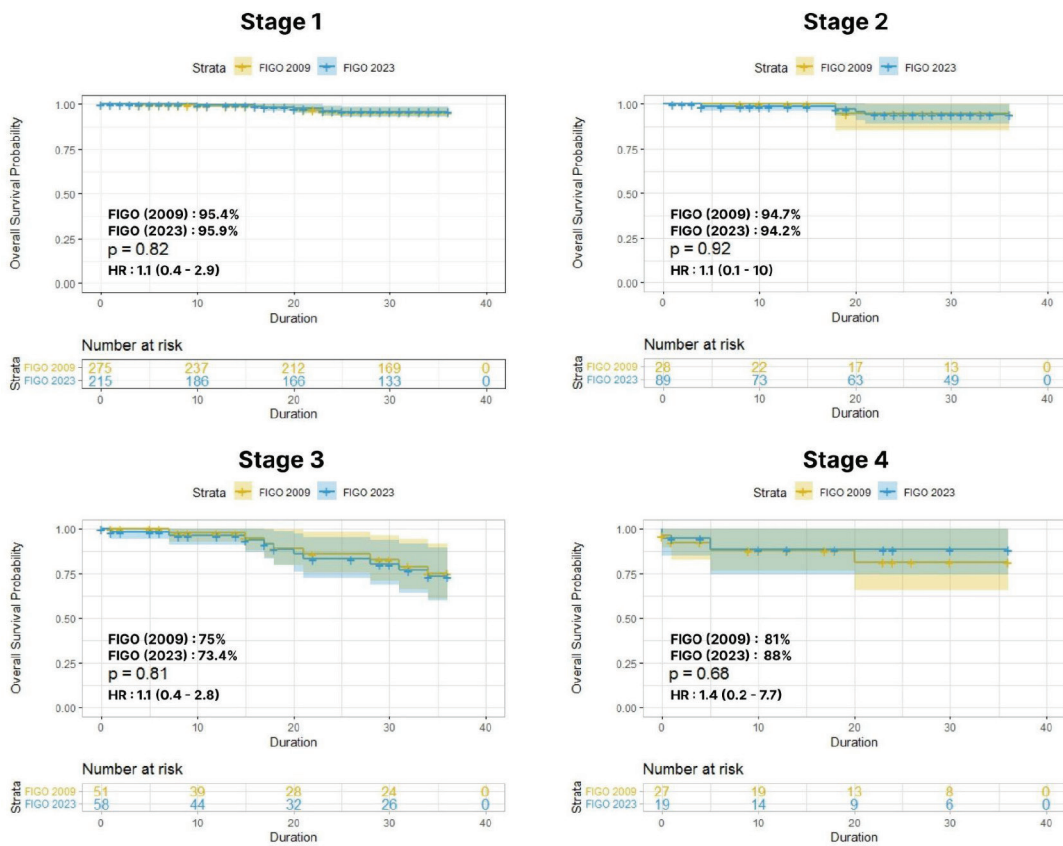 Stage 1
Strata FIGO 2009 FIGO 2023
Overall Survival Probability
1.00
0.75
0.50
0.25
0.00
FIGO (2009) : 95.4%
FIGO (2023) : 95.9%
p = 0.82
HR : 1.1 (0.4 - 2.9)
0 10 20 30 40
Duration
Number at risk
Strata
FIGO 2009 275 237 212 169 0
FIGO 2023 215 186 166 133 0
0 10 20 30 40
Duration
Stage 2
Strata FIGO 2009 FIGO 2023
Overall Survival Probability
1.00
0.75
0.50
0.25
0.00
FIGO (2009) : 94.7%
FIGO (2023) : 94.2%
p = 0.92
HR : 1.1 (0.1 - 10)
0 10 20 30 40
Duration
Number at risk
Strata
FIGO 2009 28 22 17 13 0
FIGO 2023 89 73 63 49 0
0 10 20 30 40
Duration
Stage 3
Strata FIGO 2009 FIGO 2023
Overall Survival Probability
1.00
0.75
0.50
0.25
0.00
FIGO (2009) : 75%
FIGO (2023) : 73.4%
p = 0.81
HR : 1.1 (0.4 - 2.8)
0 10 20 30 40
Duration
Number at risk
Strata
FIGO 2009 51 39 28 24 0
FIGO 2023 58 44 32 26 0
0 10 20 30 40
Duration
Stage 4
Strata FIGO 2009 FIGO 2023
Overall Survival Probability
1.00
0.75
0.50
0.25
0.00
FIGO (2009) : 81%
FIGO (2023) : 88%
p = 0.68
HR : 1.4 (0.2 - 7.7)
0 10 20 30 40
Duration
Number at risk
Strata
FIGO 2009 27 19 13 8 0
FIGO 2023 19 14 9 6 0
0 10 20 30 40
Duration